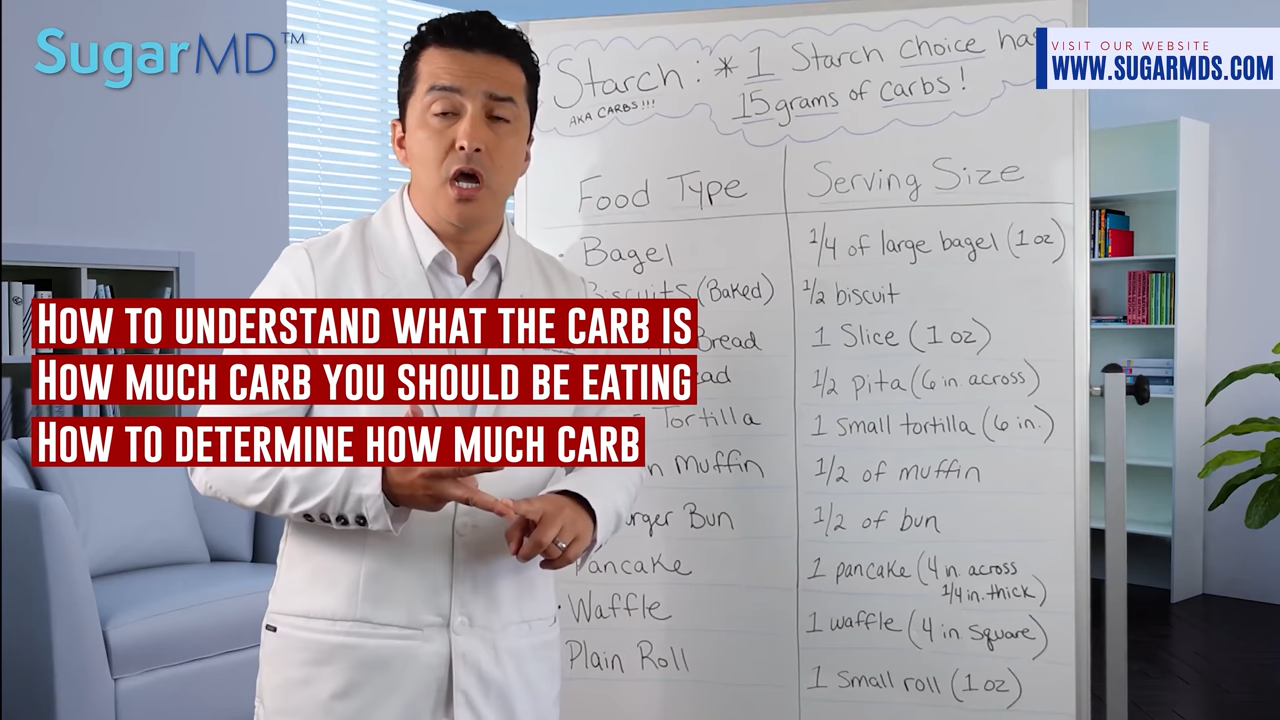 SugarMD™
VISIT OUR WEBSITE
WWW.SUGARMDS.COM
Starch: * 1 Starch choice has
AKA CARBS!!!
15 grams of carbs!
Food Type Serving Size
Bagel 1/4 of large bagel (1 oz)
Biscuits (Baked) 1/2 biscuit
Bread 1 Slice (1 oz)
1/2 pita (6 in. across)
Tortilla 1 small tortilla (6 in.)
Muffin 1/2 of muffin
Bun 1/2 of bun
Pancake 1 pancake (4 in. across
1/4 in. thick)
Waffle 1 waffle (4 in square)
Plain Roll 1 small roll (1 oz)
HOW TO UNDERSTAND WHAT THE CARB IS
HOW MUCH CARB YOU SHOULD BE EATING
HOW TO DETERMINE HOW MUCH CARB